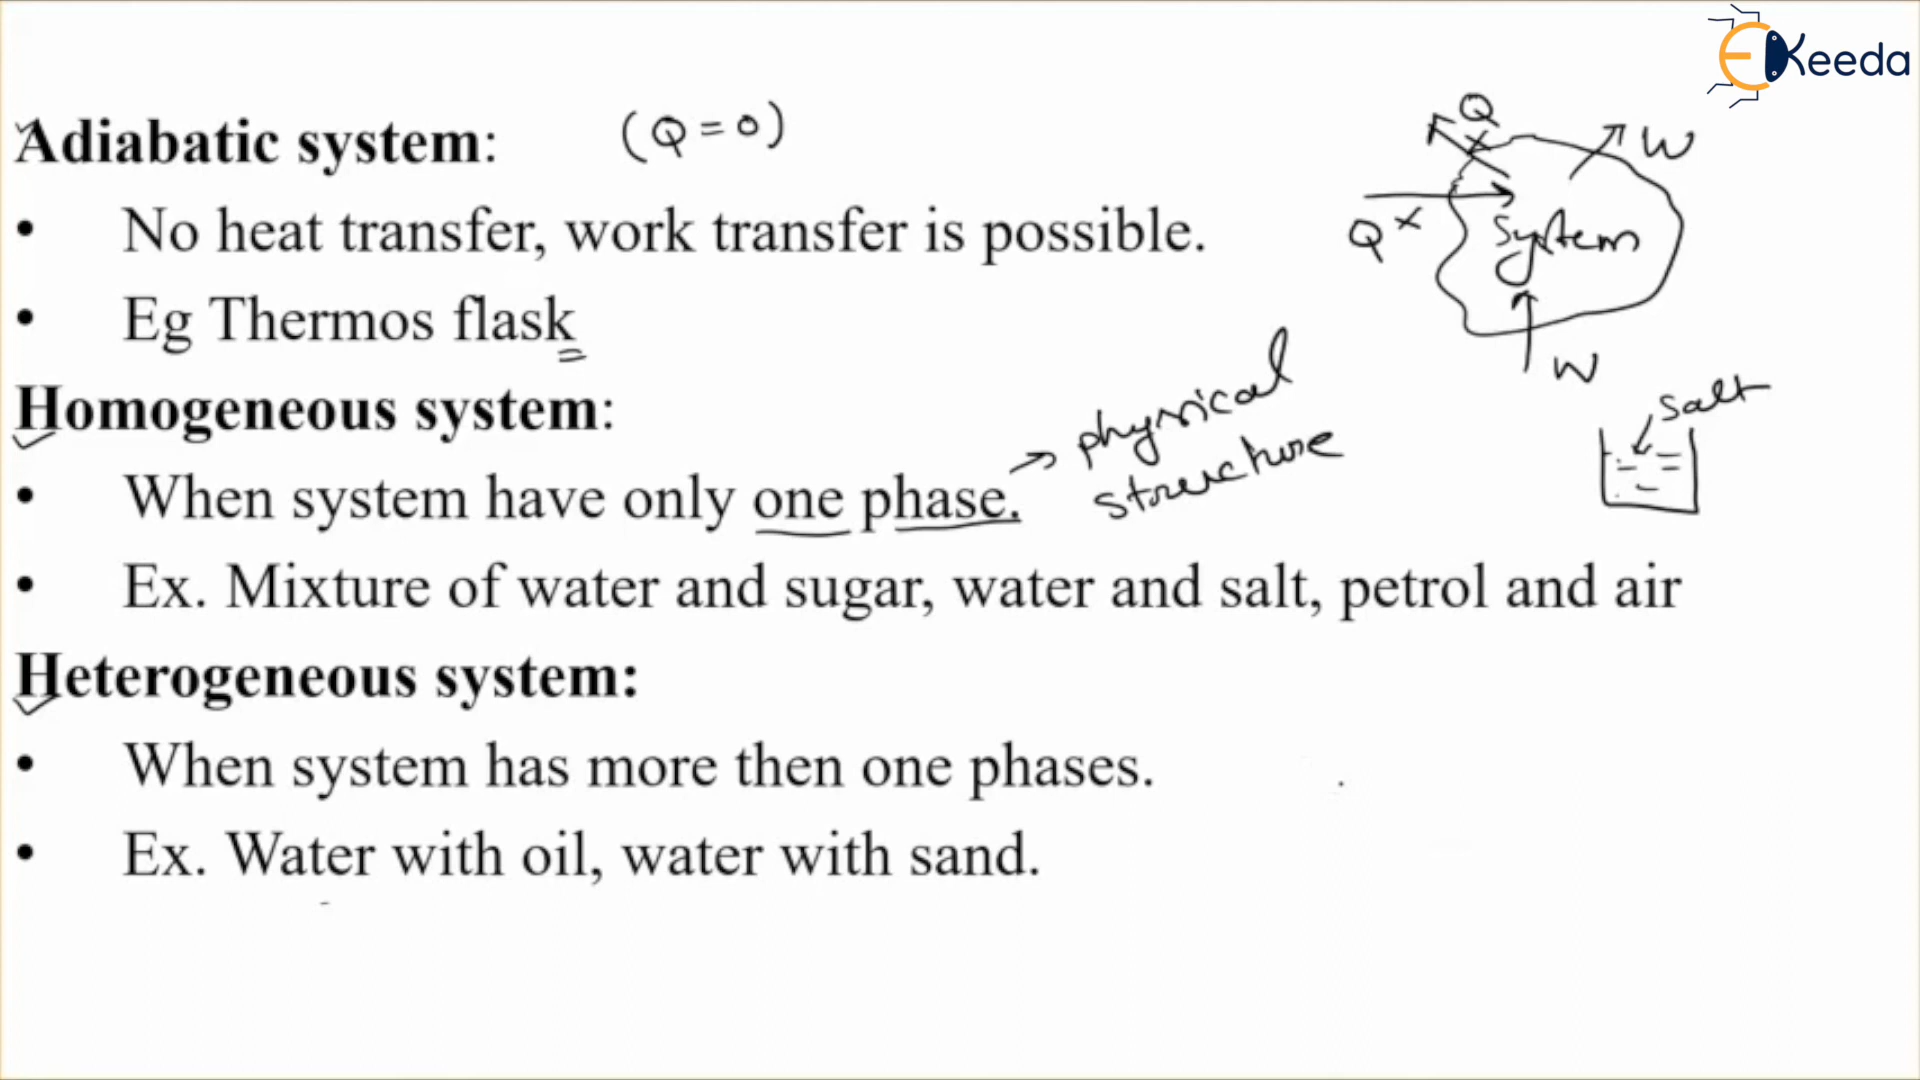 EKeeda
Adiabatic system: (Q=0)
• No heat transfer, work transfer is possible.
• Eg Thermos flask
Q
W
Q x
System
W
Homogeneous system:
• When system have only one phase. → physical structure
salt
• Ex. Mixture of water and sugar, water and salt, petrol and air
Heterogeneous system:
• When system has more then one phases.
• Ex. Water with oil, water with sand.